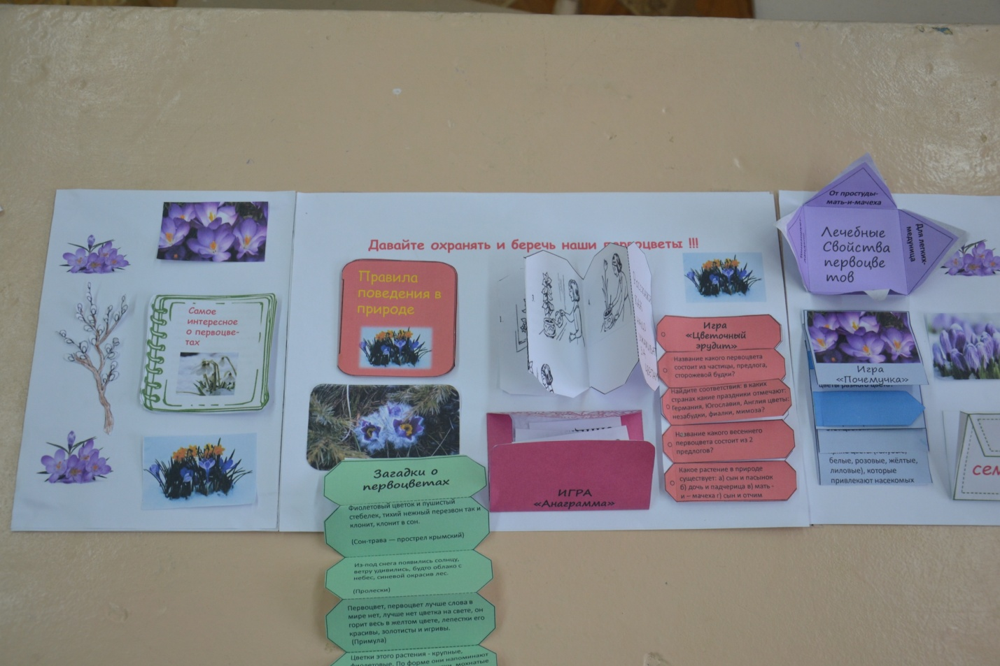 Давайте охранять и беречь наши первоцветы !!!
Самое
интересное
о первоцве-
тах
Правила
поведения в
природе
Загадки о
первоцветах
Фиолетовый цветок и пушистый
стебелек, тихий нежный перезвон так и
клонит, клонит в сон.
(Сон-трава — прострел крымский)
Из-под снега появились солнцу,
ветру удивились, будто облако с
небес, синевой окрасив лес.
(Пролески)
Первоцвет, первоцвет лучше слова в
мире нет, лучше нет цветка на свете, он
горит весь в желтом цвете, лепестки его
красивы, золотисты и игривы.
(Примула)
Цветки этого растения - крупные,
фиолетовые. По форме они напоминают
мохнатые
ИГРА
«Анаграмма»
Игра
«Цветочный
эрудит»
Название какого первоцвета
состоит из частицы, предлога,
сторожевой будки?
Найдите соответствия: в каких
странах какие праздники отмечают:
Германия, Югославия, Англия цветы:
незабудки, фиалки, мимоза?
Название какого весеннего
первоцвета состоит из 2
предлогов?
Какое растение в природе
существует: а) сын и пасынок
б) дочь и падчерица в) мать -
и – мачеха г) сын и отчим
От простуды-
мать-и-мачеха
Для легких-
медуница
Лечебные
Свойства
первоцве
тов
Игра
«Почемучка»
цветы разного цвета?
белые, розовые, жёлтые,
лиловые), которые
привлекают насекомых
сем